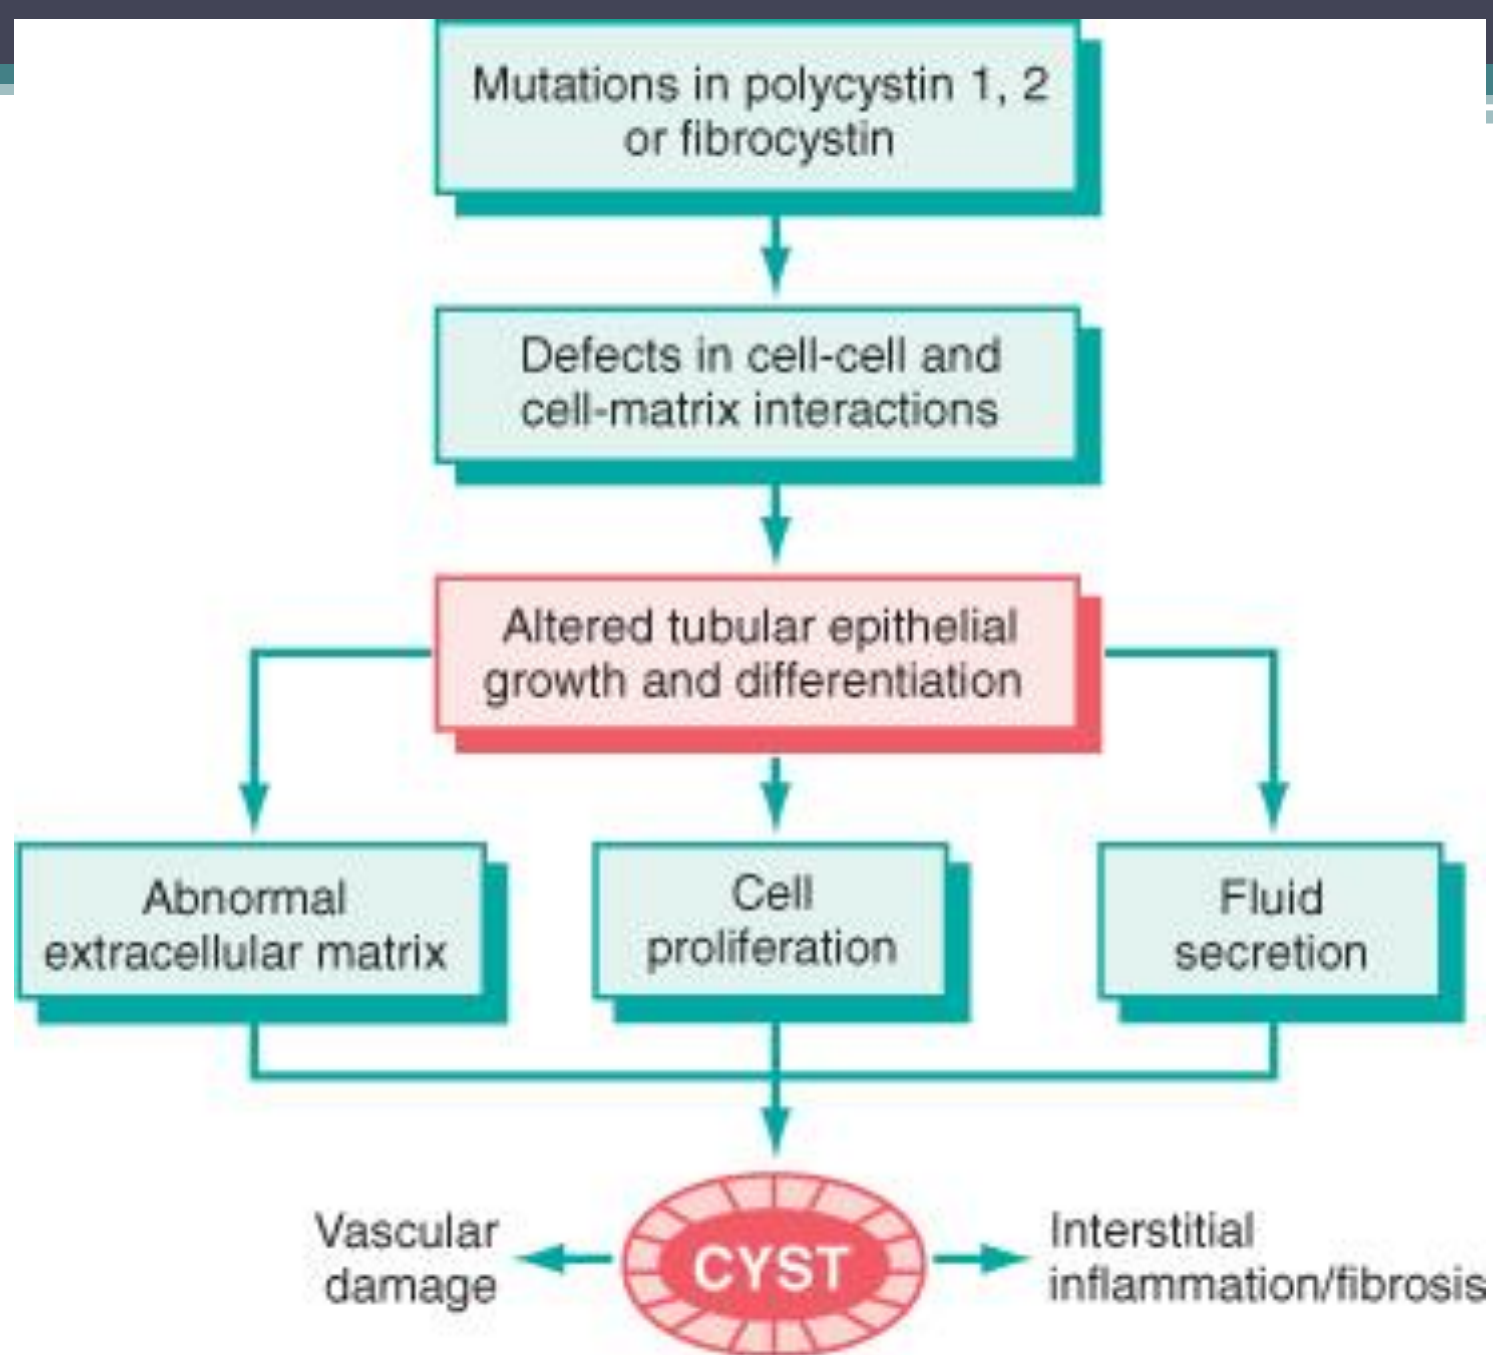 Mutations in polycystin 1, 2
or fibrocystin
Defects in cell-cell and
cell-matrix interactions
Altered tubular epithelial
growth and differentiation
Abnormal
extracellular matrix
Cell
proliferation
Fluid
secretion
Vascular
damage
CYST
Interstitial
inflammation/fibrosis